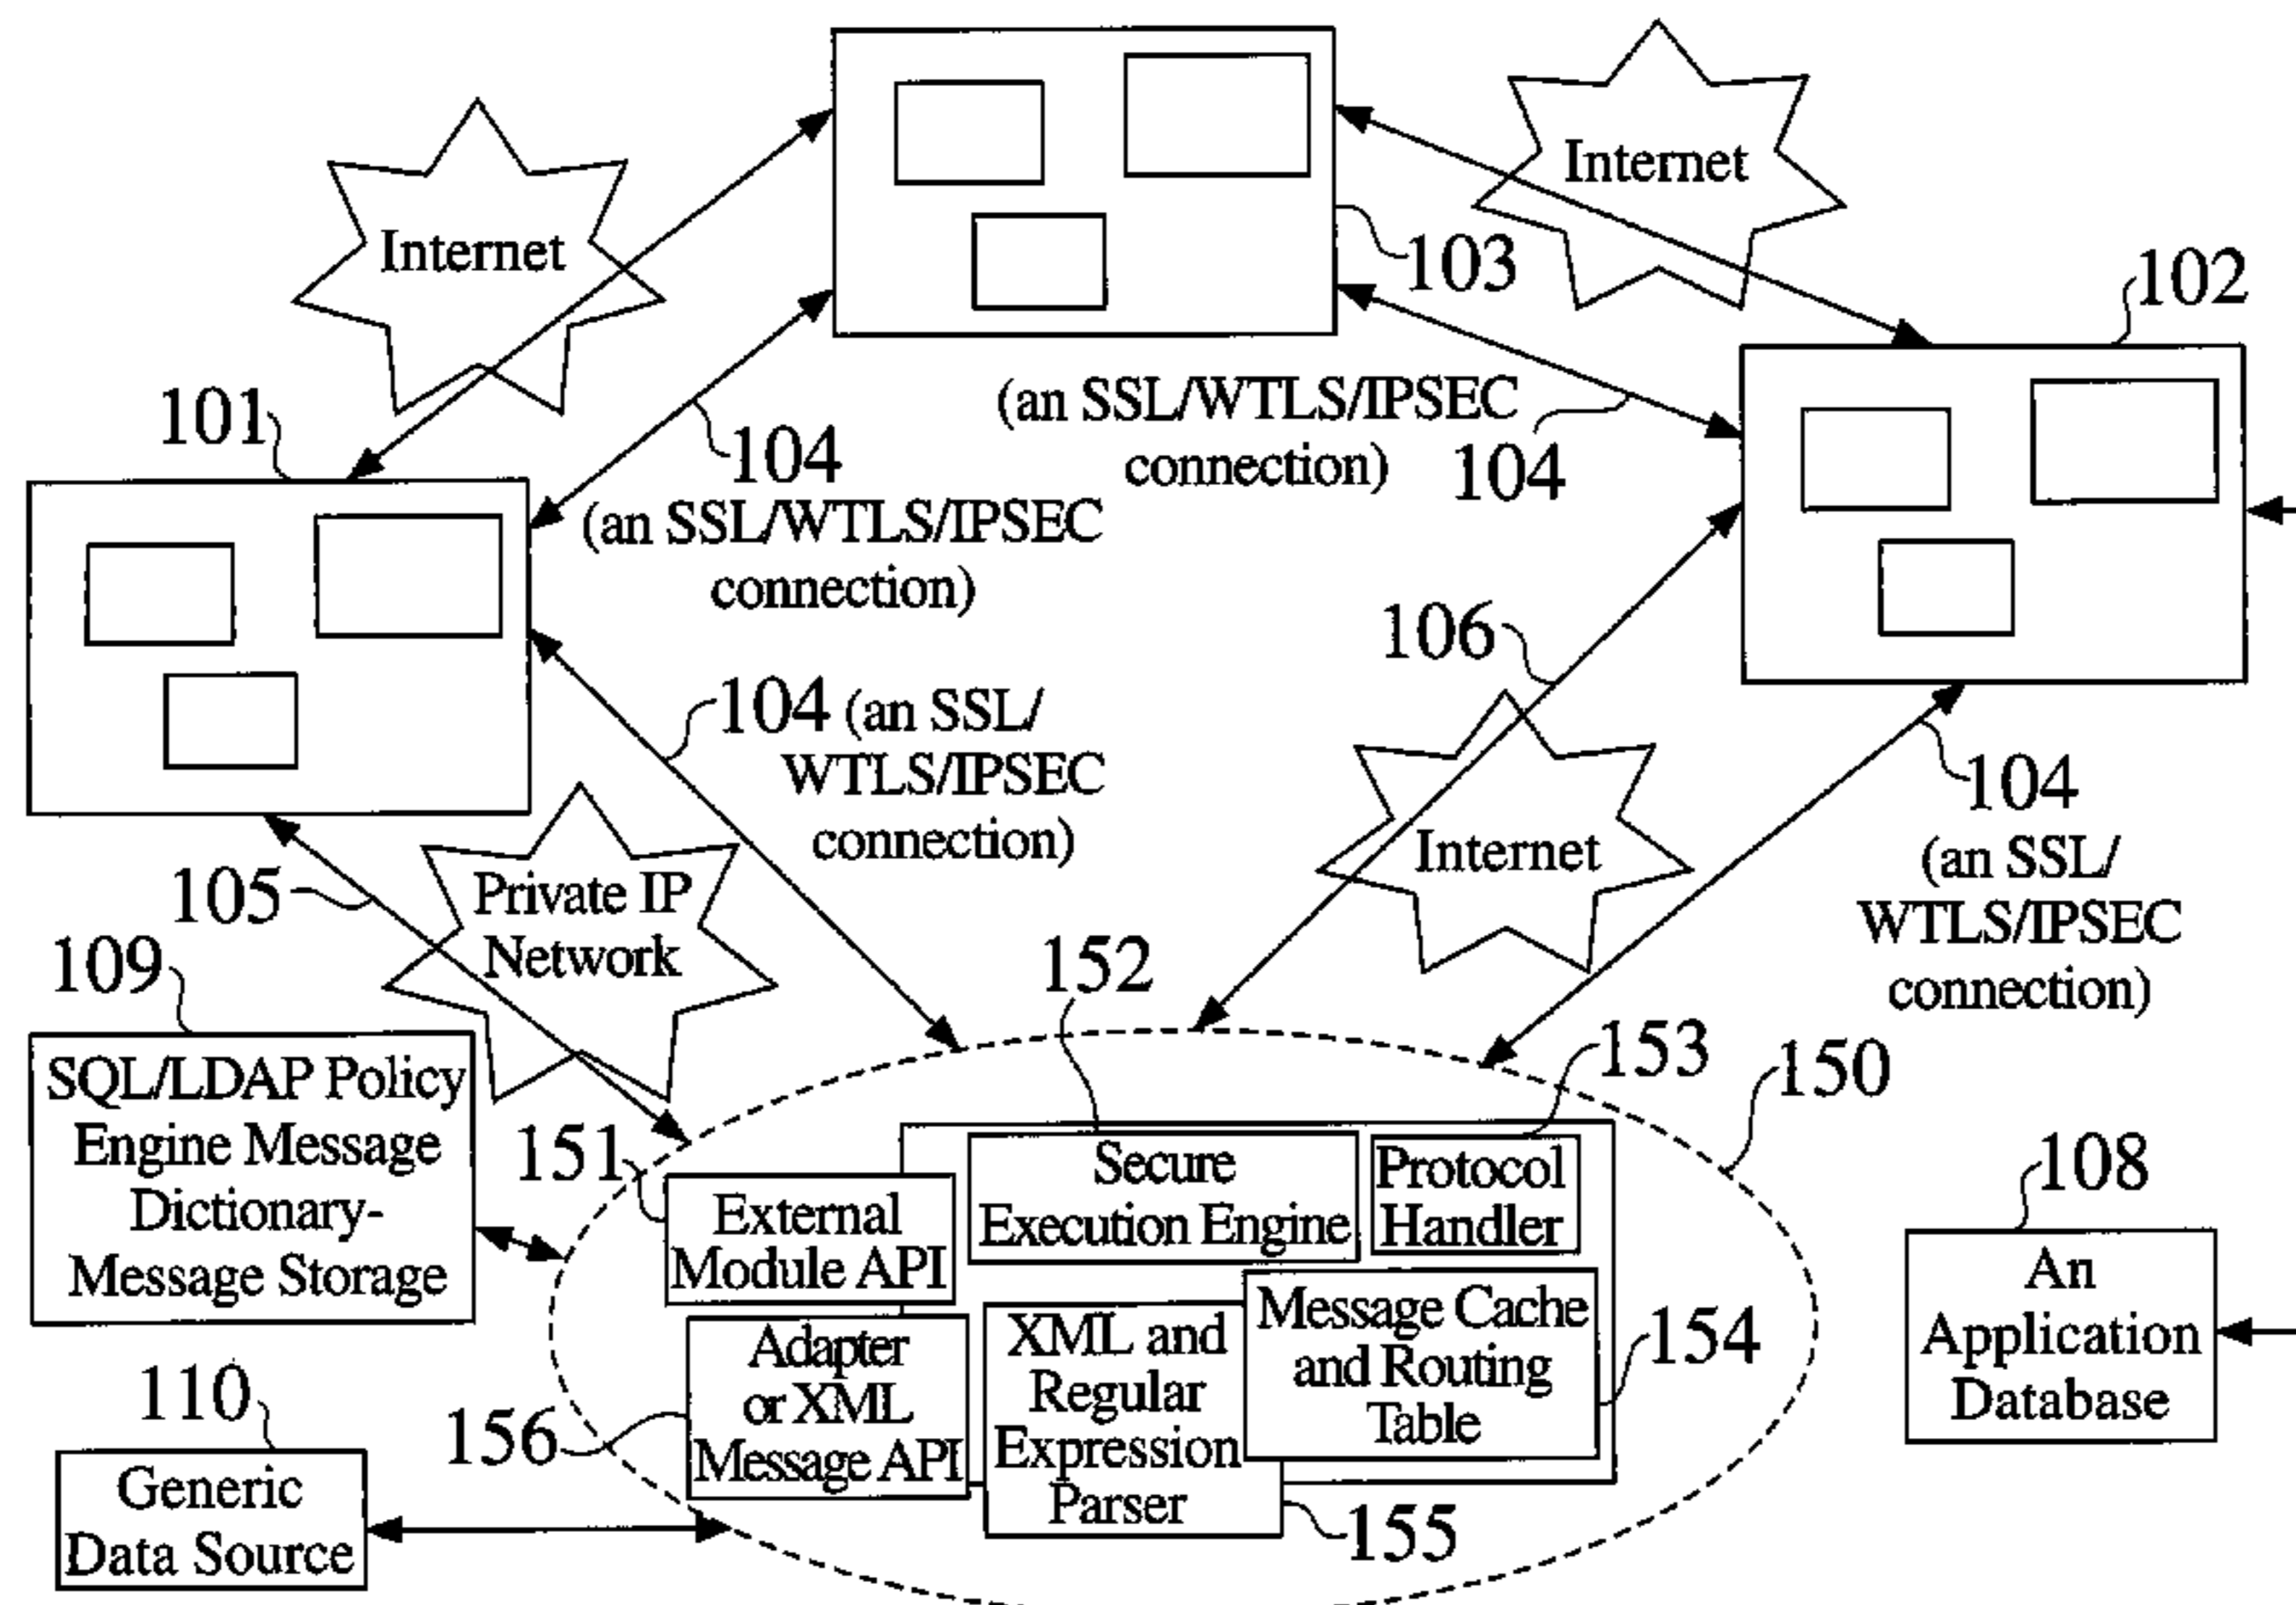 Internet
Internet
103
102
101
104
(an SSL/WTLS/IPSEC
connection)
(an SSL/WTLS/IPSEC
connection)
104
106
104 (an SSL/
WTLS/IPSEC
connection)
104
(an SSL/
WTLS/IPSEC
connection)
Internet
105
Private IP
Network
109
SQL/LDAP Policy
Engine Message
Dictionary-
Message Storage
152
153
150
151
External
Module API
Secure
Execution Engine
Protocol
Handler
108
An
Application
Database
Adapter
or XML
Message API
XML and
Regular
Expression
Parser
Message Cache
and Routing
Table
154
156
155
110
Generic
Data Source